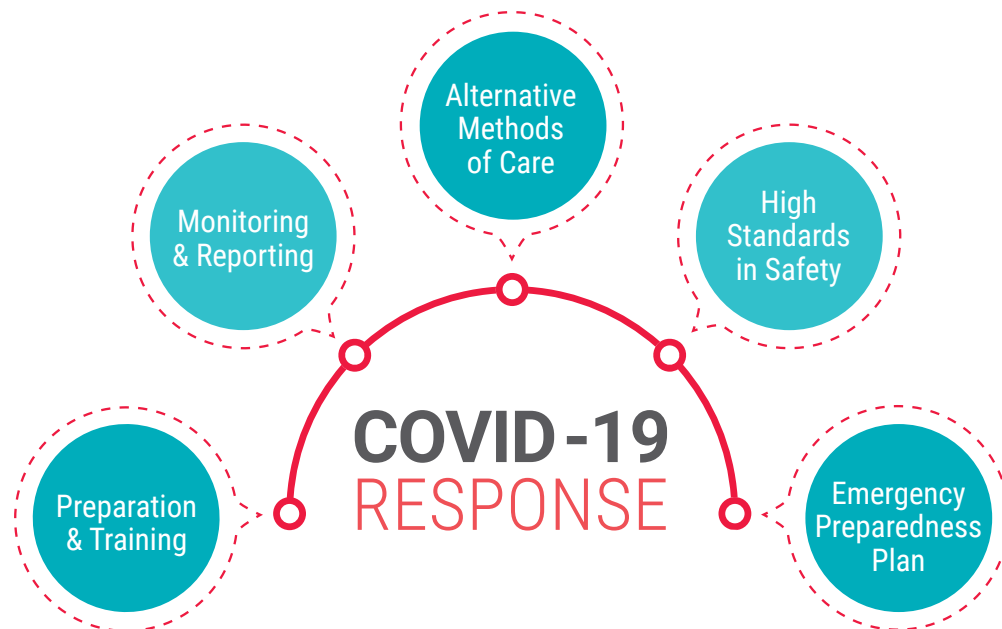 Alternative
Methods
of Care
Monitoring
& Reporting
High
Standards
in Safety
COVID-19
RESPONSE
Preparation
& Training
Emergency
Preparedness
Plan